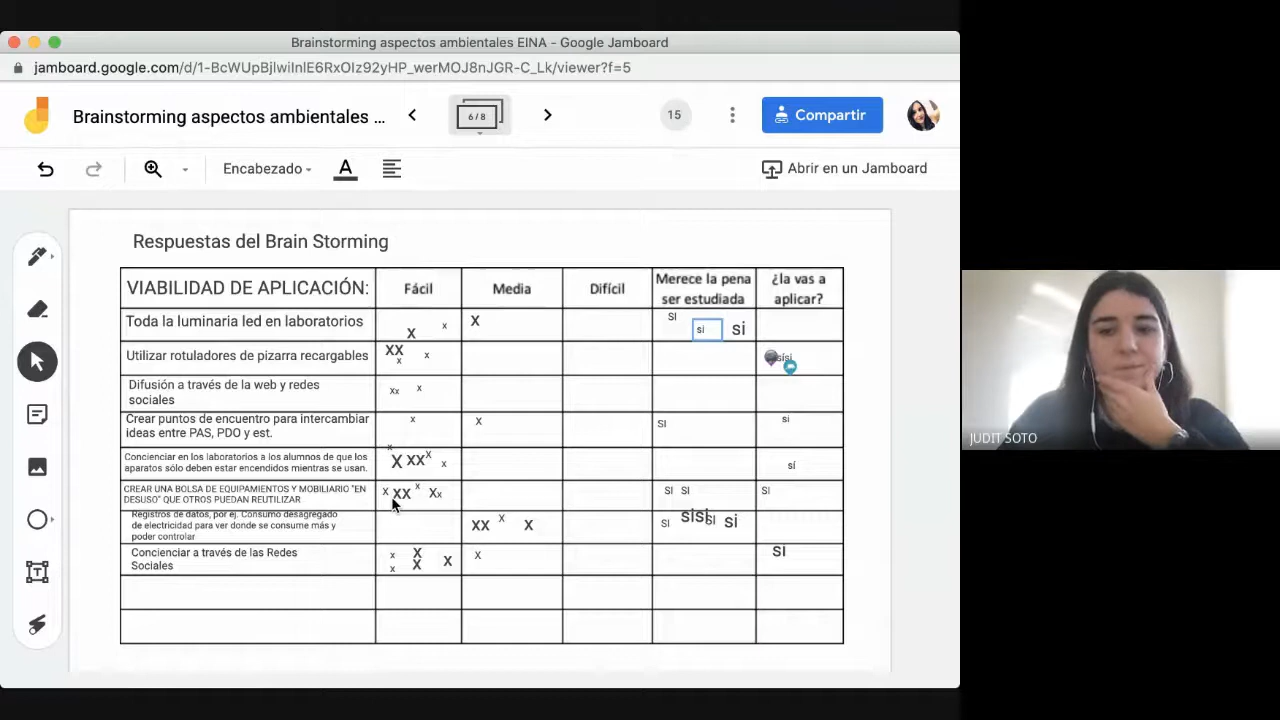 Brainstorming aspectos ambientales EINA - Google Jamboard
jamboard.google.com/d/1-BcWUpBjlwiInlE6RxOIz92yHP_werMOJ8nJGR-C_Lk/viewer?f=5
Brainstorming aspectos ambientales ...
6 / 8
15
Compartir
Encabezado
A
Abrir en un Jamboard
Respuestas del Brain Storming
VIABILIDAD DE APLICACIÓN: Fácil Media Difícil Merece la pena ser estudiada ¿la vas a aplicar?
Toda la luminaria led en laboratorios X x X SI si si
Utilizar rotuladores de pizarra recargables XX x x
Difusión a través de la web y redes
sociales xx x
Crear puntos de encuentro para intercambiar
ideas entre PAS, PDO y est. x x SI si
Concienciar en los laboratorios a los alumnos de que los
aparatos sólo deben estar encendidos mientras se usan. x X XX X x sí
CREAR UNA BOLSA DE EQUIPAMIENTOS Y MOBILIARIO "EN
DESUSO" QUE OTROS PUEDAN REUTILIZAR X XX X Xx SI SI SI
Registros de datos, por ej. Consumo desagregado
de electricidad para ver donde se consume más y
poder controlar XX X X SI sisi SI si
Concienciar a través de las Redes
Sociales x x X X X x SI
JUDIT SOTO